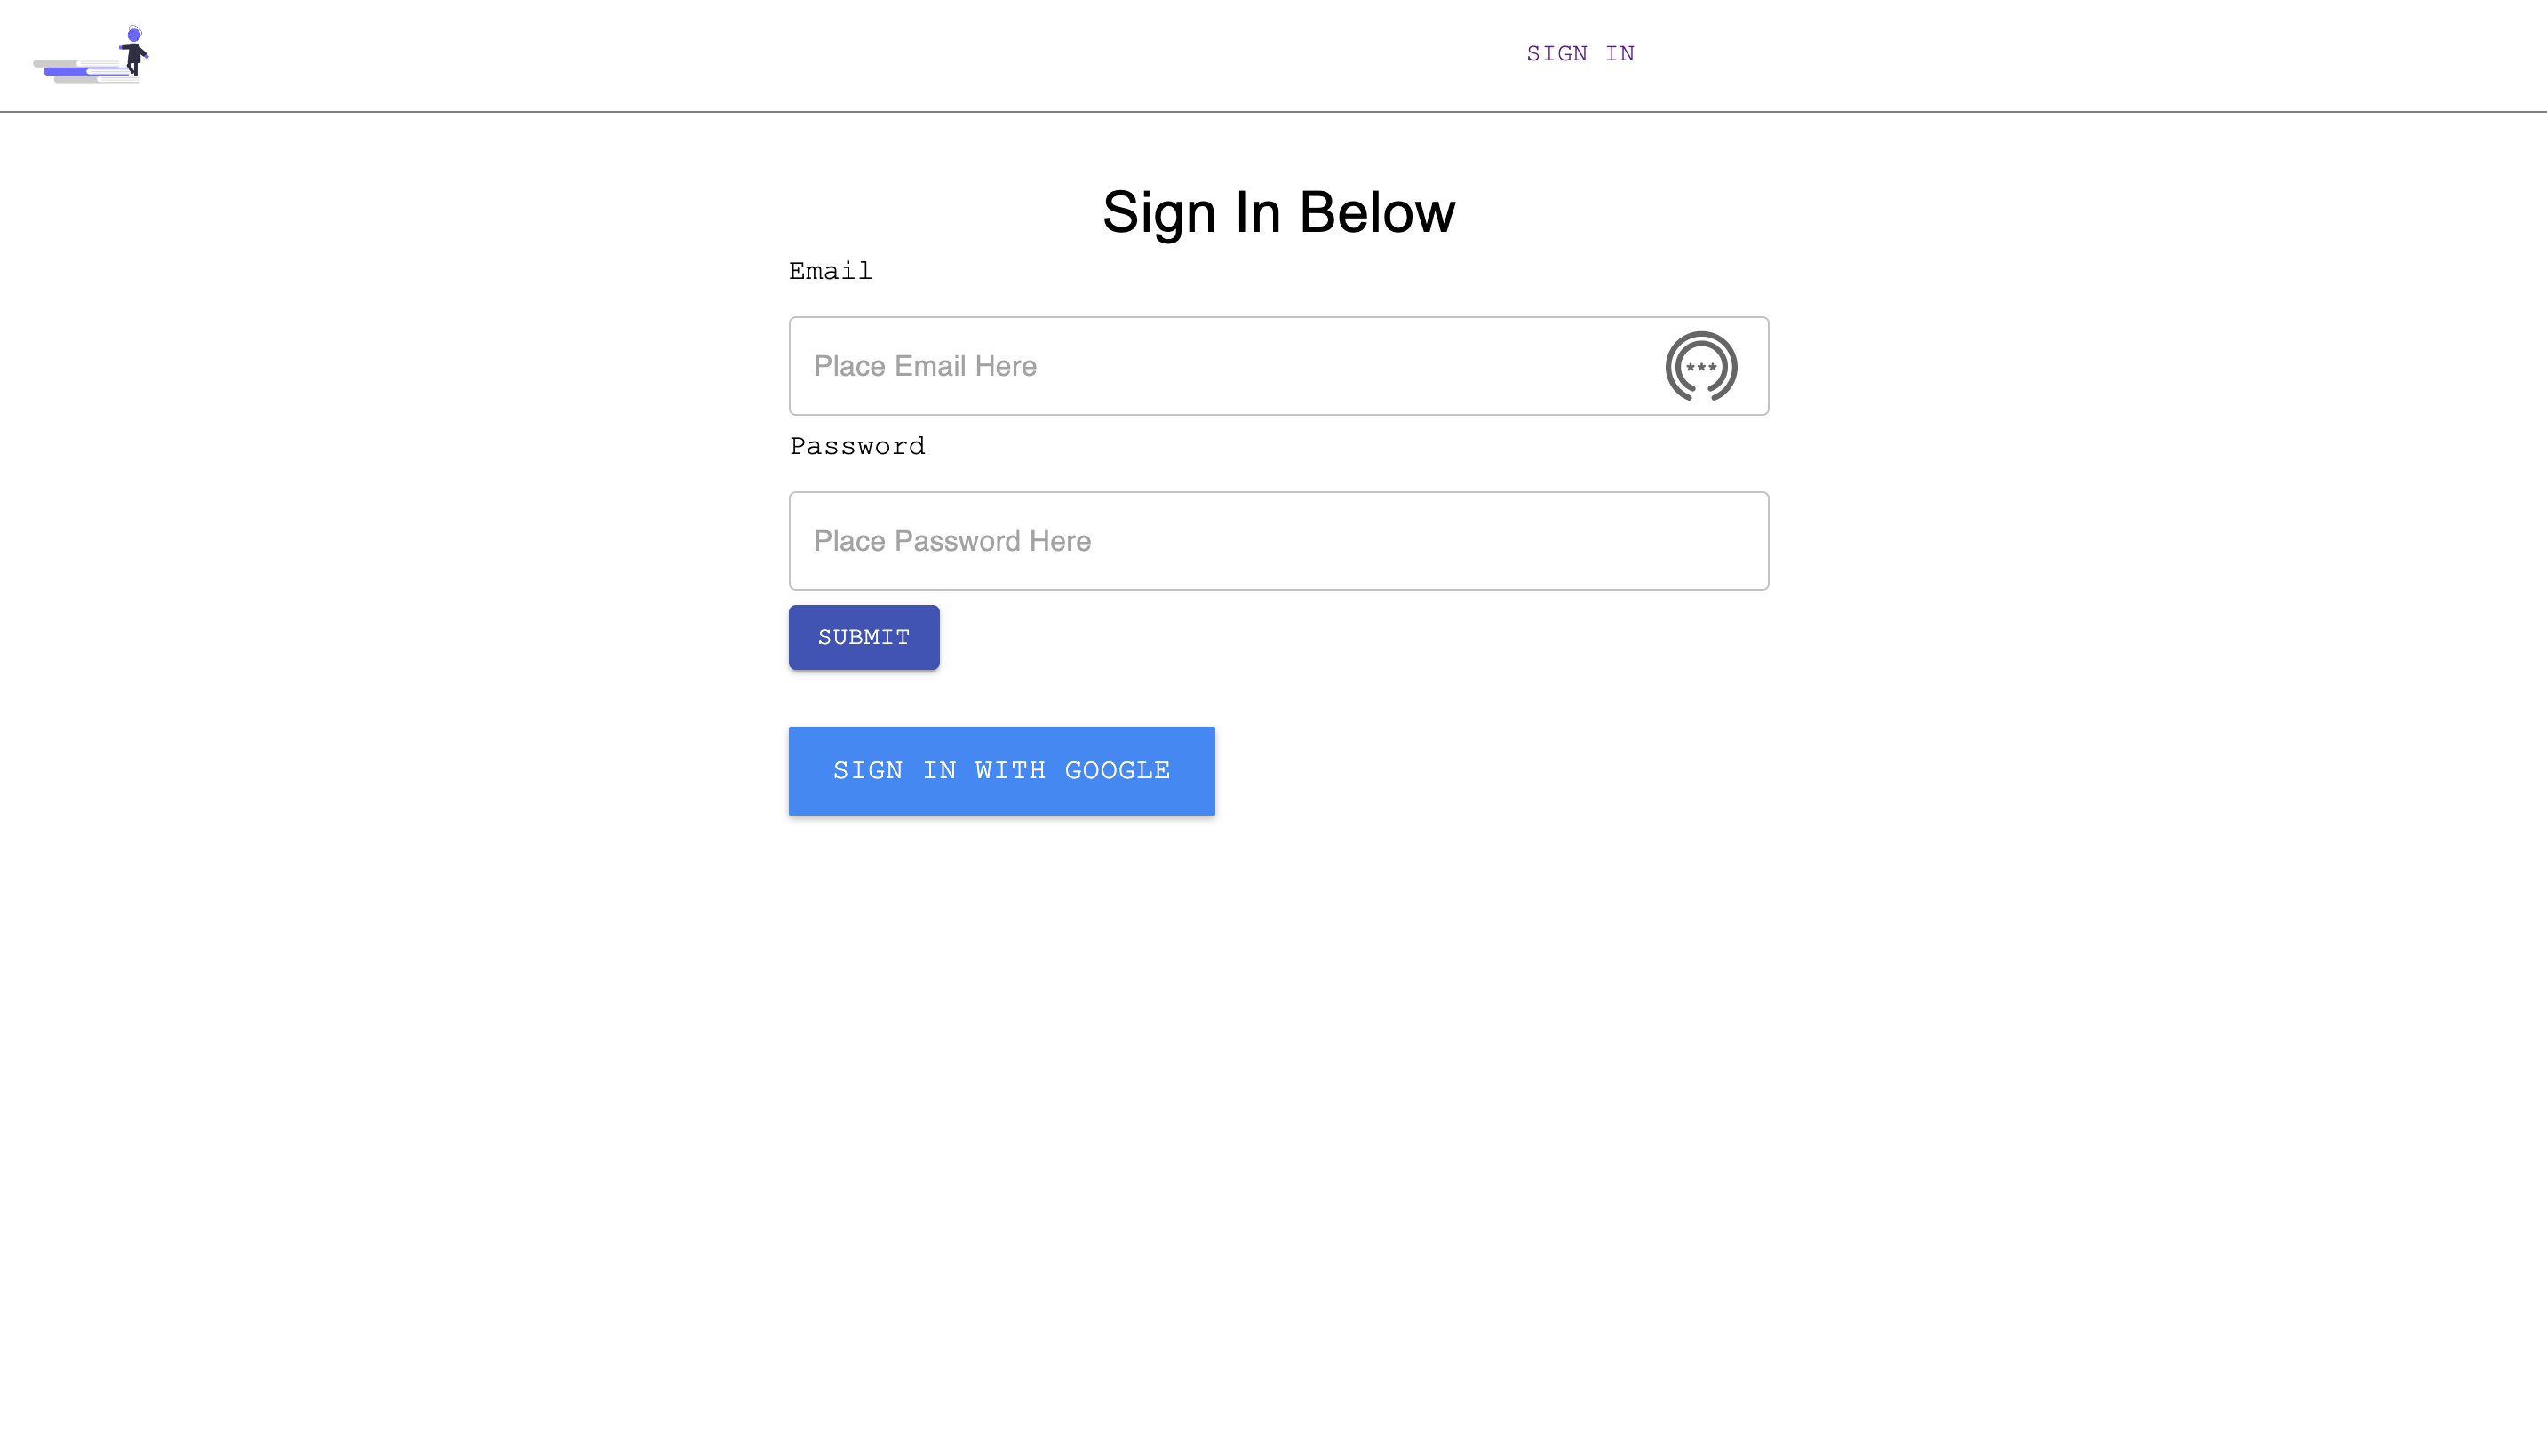 SIGN IN
Sign In Below
Email
Place Email Here
***
Password
Place Password Here
SUBMIT
SIGN IN WITH GOOGLE